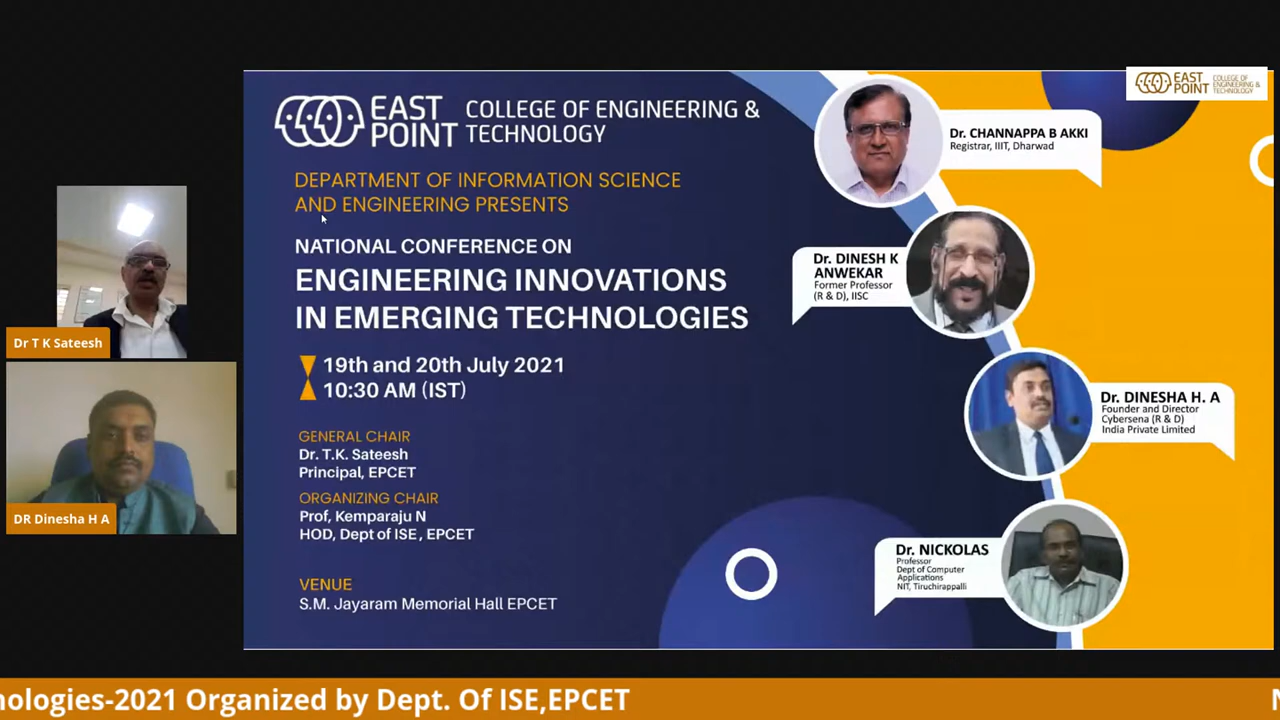 EAST POINT COLLEGE OF ENGINEERING & TECHNOLOGY
DEPARTMENT OF INFORMATION SCIENCE
AND ENGINEERING PRESENTS
NATIONAL CONFERENCE ON
ENGINEERING INNOVATIONS
IN EMERGING TECHNOLOGIES
19th and 20th July 2021
10:30 AM (IST)
GENERAL CHAIR
Dr. T.K. Sateesh
Principal, EPCET
ORGANIZING CHAIR
Prof, Kemparaju N
HOD, Dept of ISE , EPCET
VENUE
S.M. Jayaram Memorial Hall EPCET
Dr. CHANNAPPA B AKKI
Registrar, IIIT, Dharwad
Dr. DINESH K
ANWEKAR
Former Professor
(R & D), IISC
Dr. DINESHA H. A
Founder and Director
Cybersena (R & D)
India Private Limited
Dr. NICKOLAS
Professor
Dept of Computer
Applications
NIT, Tiruchirappalli
EAST POINT COLLEGE OF ENGINEERING & TECHNOLOGY
Dr T K Sateesh
DR Dinesha H A
nologies-2021 Organized by Dept. Of ISE,EPCET
N